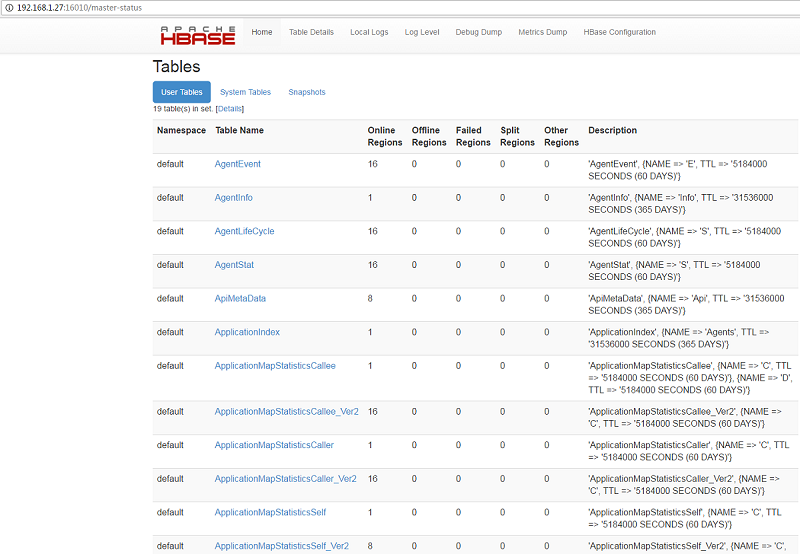 192.168.1.27:16010/master-status
APACHE
HBASE
Home Table Details Local Logs Log Level Debug Dump Metrics Dump HBase Configuration
Tables
User Tables System Tables Snapshots
19 table(s) in set. [Details]
Namespace Table Name Online Regions Offline Regions Failed Regions Split Regions Other Regions Description
default AgentEvent 16 0 0 0 0 'AgentEvent', {NAME => 'E', TTL => '5184000
SECONDS (60 DAYS)'}
default AgentInfo 1 0 0 0 0 'AgentInfo', {NAME => 'Info', TTL => '31536000
SECONDS (365 DAYS)'}
default AgentLifeCycle 16 0 0 0 0 'AgentLifeCycle', {NAME => 'S', TTL => '5184000
SECONDS (60 DAYS)'}
default AgentStat 16 0 0 0 0 'AgentStat', {NAME => 'S', TTL => '5184000
SECONDS (60 DAYS)'}
default ApiMetaData 8 0 0 0 0 'ApiMetaData', {NAME => 'Api', TTL => '31536000
SECONDS (365 DAYS)'}
default ApplicationIndex 1 0 0 0 0 'ApplicationIndex', {NAME => 'Agents', TTL =>
'31536000 SECONDS (365 DAYS)'}
default ApplicationMapStatisticsCallee 1 0 0 0 0 'ApplicationMapStatisticsCallee', {NAME => 'C', TTL
=> '5184000 SECONDS (60 DAYS)'}, {NAME => 'D',
TTL => '5184000 SECONDS (60 DAYS)'}
default ApplicationMapStatisticsCallee_Ver2 16 0 0 0 0 'ApplicationMapStatisticsCallee_Ver2', {NAME =>
'C', TTL => '5184000 SECONDS (60 DAYS)'}
default ApplicationMapStatisticsCaller 1 0 0 0 0 'ApplicationMapStatisticsCaller', {NAME => 'C', TTL
=> '5184000 SECONDS (60 DAYS)'}
default ApplicationMapStatisticsCaller_Ver2 16 0 0 0 0 'ApplicationMapStatisticsCaller_Ver2', {NAME =>
'C', TTL => '5184000 SECONDS (60 DAYS)'}
default ApplicationMapStatisticsSelf 1 0 0 0 0 'ApplicationMapStatisticsSelf', {NAME => 'C', TTL
=> '5184000 SECONDS (60 DAYS)'}
default ApplicationMapStatisticsSelf_Ver2 8 0 0 0 0 'ApplicationMapStatisticsSelf_Ver2', {NAME => 'C',